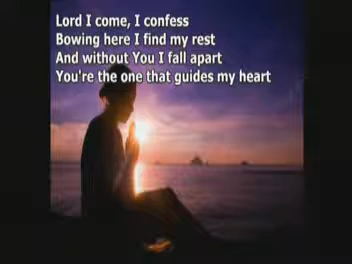 Lord I come, I confess
Bowing here I find my rest
And without You I fall apart
You're the one that guides my heart